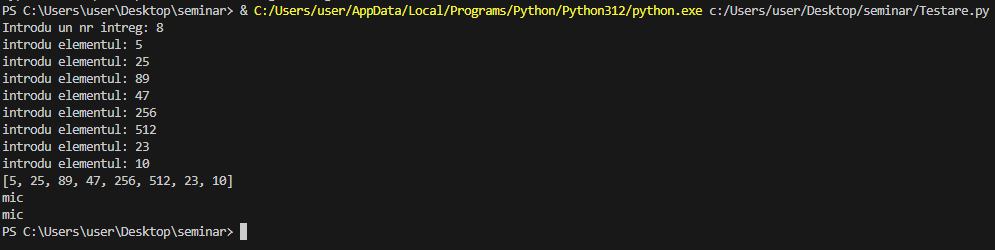 PS C:\Users\user\Desktop\seminar> & C:/Users/user/AppData/Local/Programs/Python/Python312/python.exe c:/Users/user/Desktop/seminar/Testare.py
Introdu un nr intreg: 8
introdu elementul: 5
introdu elementul: 25
introdu elementul: 89
introdu elementul: 47
introdu elementul: 256
introdu elementul: 512
introdu elementul: 23
introdu elementul: 10
[5, 25, 89, 47, 256, 512, 23, 10]
mic
mic
PS C:\Users\user\Desktop\seminar>